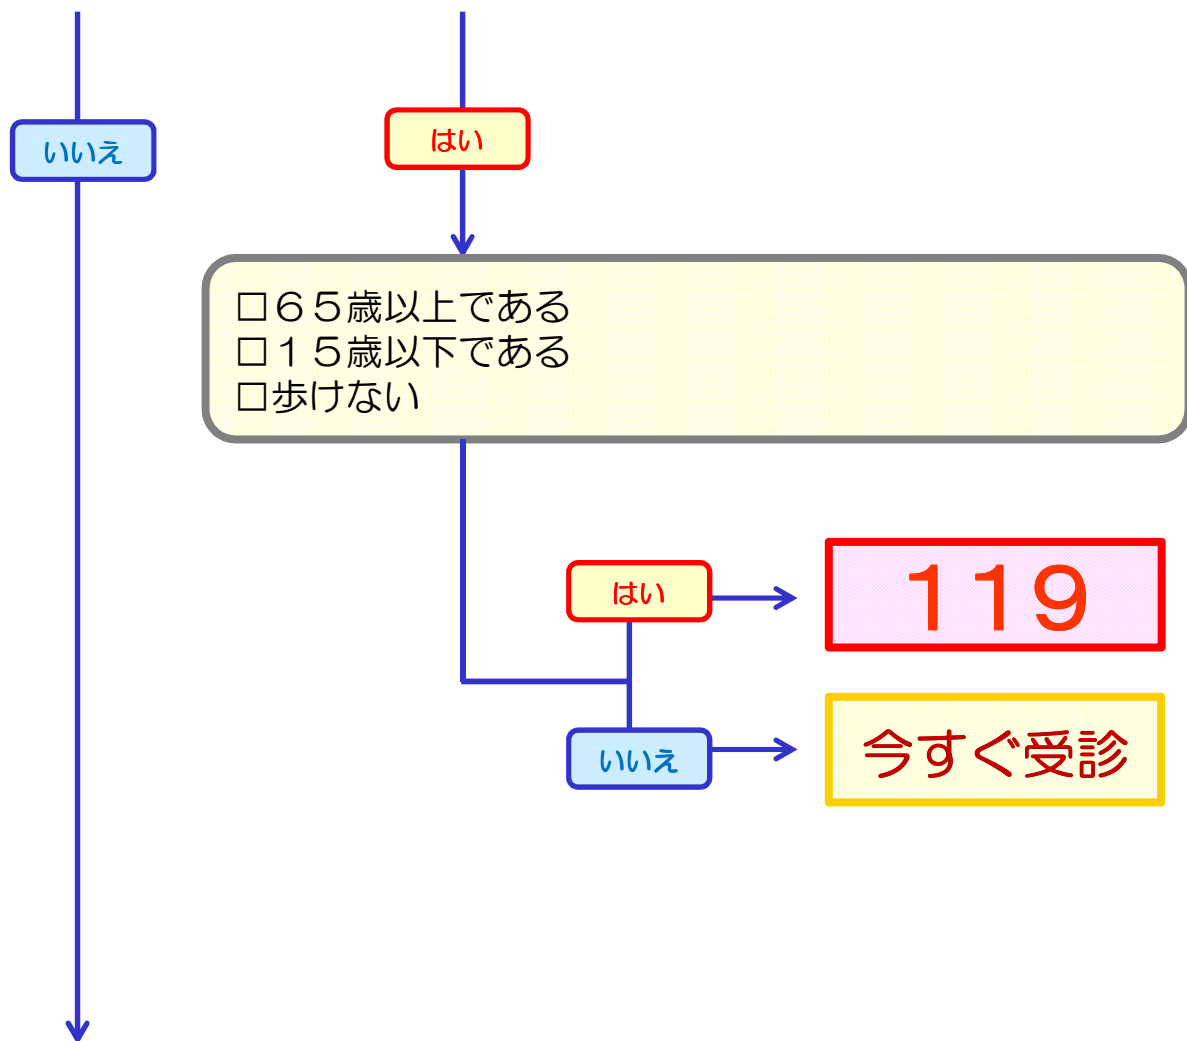 はい
いいえ
□６５歳以上である
□１５歳以下である
□歩けない
はい
１１９
いいえ
今すぐ受診